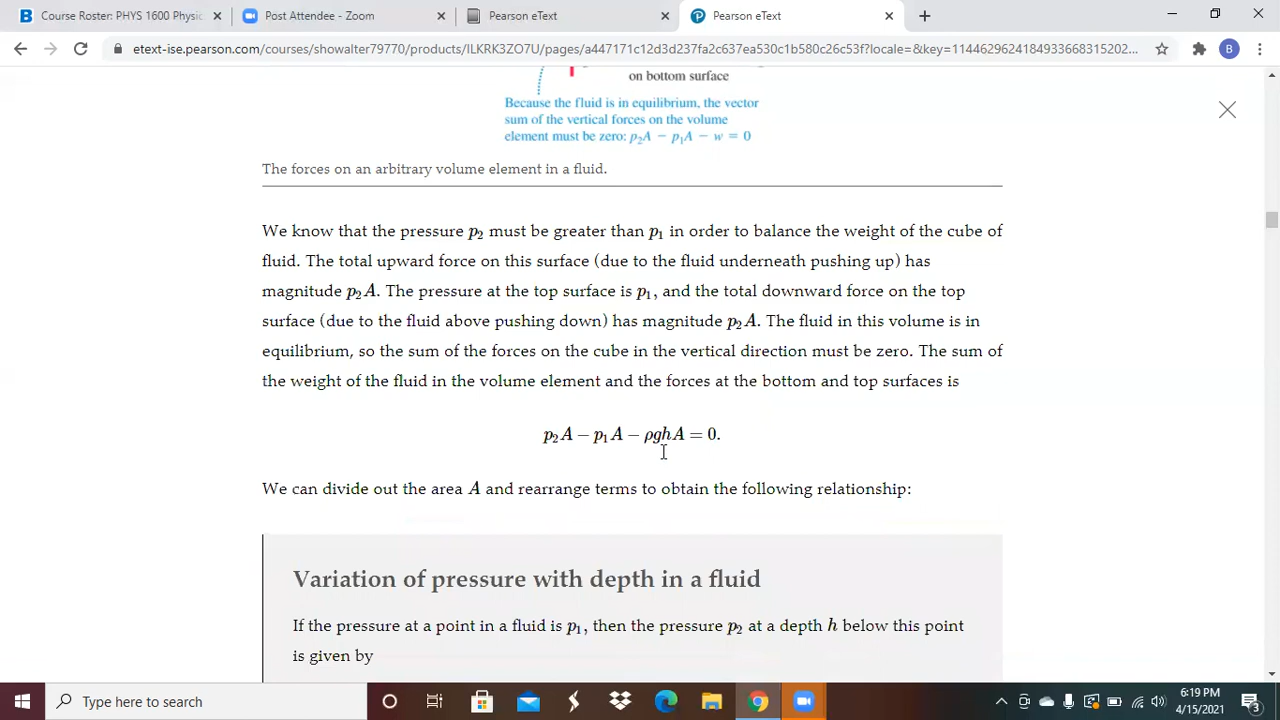 Course Roster: PHYS 1600 Physic
Post Attendee - Zoom
Pearson eText
Pearson eText
etext-ise.pearson.com/courses/showalter79770/products/ILKRK3ZO7U/pages/a447171c12d3d237fa2c637ea530c1b580c26c53f?locale=&key=11446296241849336683152​02...
B
on bottom surface
Because the fluid is in equilibrium, the vector
sum of the vertical forces on the volume
element must be zero: p₂A − p₁A − w = 0
The forces on an arbitrary volume element in a fluid.
We know that the pressure p₂ must be greater than p₁ in order to balance the weight of the cube of
fluid. The total upward force on this surface (due to the fluid underneath pushing up) has
magnitude p₂A. The pressure at the top surface is p₁, and the total downward force on the top
surface (due to the fluid above pushing down) has magnitude p₂A. The fluid in this volume is in
equilibrium, so the sum of the forces on the cube in the vertical direction must be zero. The sum of
the weight of the fluid in the volume element and the forces at the bottom and top surfaces is
p₂A − p₁A − ρghA = 0.
We can divide out the area A and rearrange terms to obtain the following relationship:
Variation of pressure with depth in a fluid
If the pressure at a point in a fluid is p₁, then the pressure p₂ at a depth h below this point
is given by
Type here to search
6:19 PM
4/15/2021
3